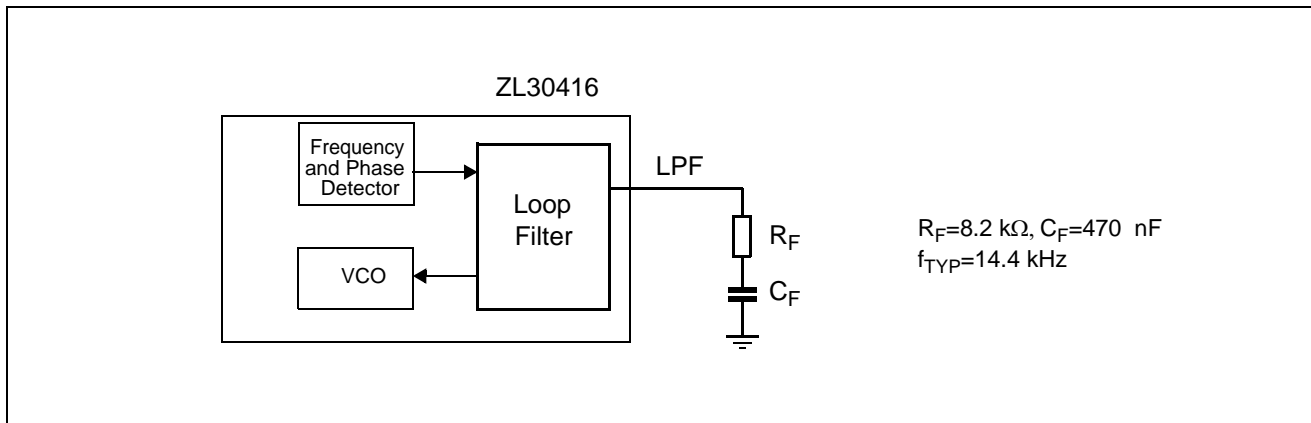 ZL30416
Frequency
and Phase
Detector
LPF
Loop
Filter
VCO
RF
CF
RF=8.2 kΩ, CF=470 nF
fTYP=14.4 kHz